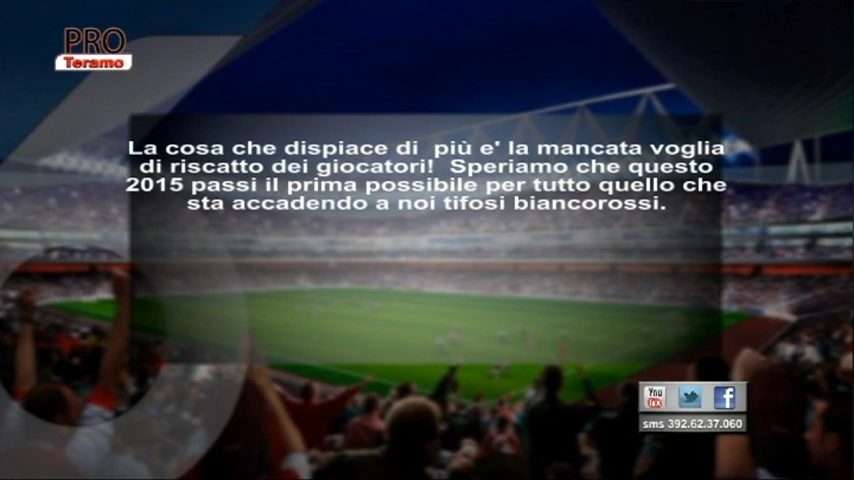 PRO
Teramo
La cosa che dispiace di  più e' la mancata voglia
di riscatto dei giocatori!  Speriamo che questo
2015 passi il prima possibile per tutto quello che
sta accadendo a noi tifosi biancorossi.
You
f
sms 392.62.37.060